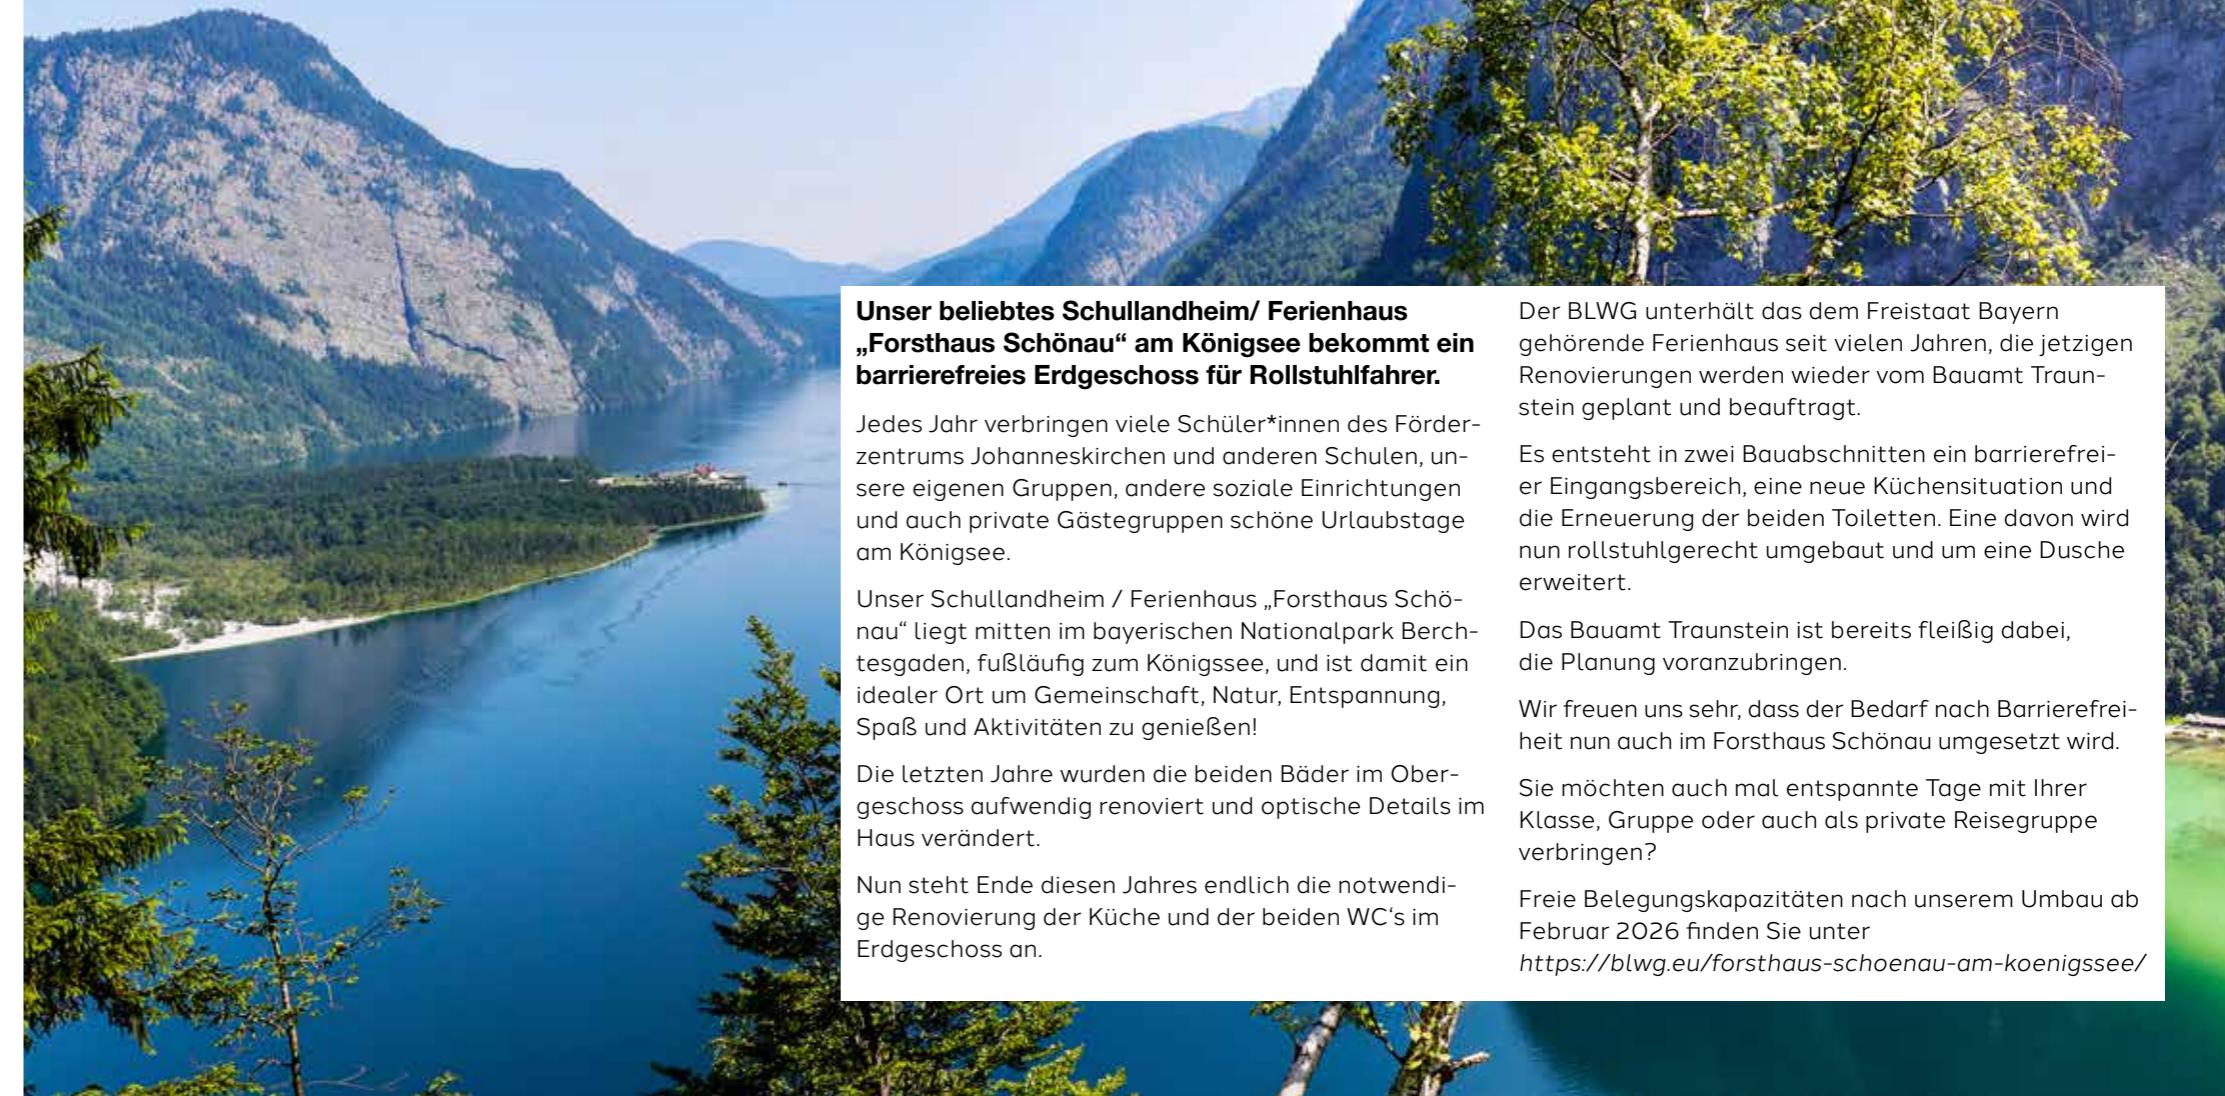 Unser beliebtes Schullandheim/ Ferienhaus
„Forsthaus Schönau“ am Königsee bekommt ein
barrierefreies Erdgeschoss für Rollstuhlfahrer.
Jedes Jahr verbringen viele Schüler*innen des Förder-
zentrums Johanneskirchen und anderen Schulen, un-
sere eigenen Gruppen, andere soziale Einrichtungen
und auch private Gästegruppen schöne Urlaubstage
am Königsee.
Unser Schullandheim / Ferienhaus „Forsthaus Schö-
nau“ liegt mitten im bayerischen Nationalpark Berch-
tesgaden, fußläufig zum Königssee, und ist damit ein
idealer Ort um Gemeinschaft, Natur, Entspannung,
Spaß und Aktivitäten zu genießen!
Die letzten Jahre wurden die beiden Bäder im Ober-
geschoss aufwendig renoviert und optische Details im
Haus verändert.
Nun steht Ende diesen Jahres endlich die notwendi-
ge Renovierung der Küche und der beiden WC‘s im
Erdgeschoss an.
Der BLWG unterhält das dem Freistaat Bayern
gehörende Ferienhaus seit vielen Jahren, die jetzigen
Renovierungen werden wieder vom Bauamt Traun-
stein geplant und beauftragt.
Es entsteht in zwei Bauabschnitten ein barrierefrei-
er Eingangsbereich, eine neue Küchensituation und
die Erneuerung der beiden Toiletten. Eine davon wird
nun rollstuhlgerecht umgebaut und um eine Dusche
erweitert.
Das Bauamt Traunstein ist bereits fleißig dabei,
die Planung voranzubringen.
Wir freuen uns sehr, dass der Bedarf nach Barrierefrei-
heit nun auch im Forsthaus Schönau umgesetzt wird.
Sie möchten auch mal entspannte Tage mit Ihrer
Klasse, Gruppe oder auch als private Reisegruppe
verbringen?
Freie Belegungskapazitäten nach unserem Umbau ab
Februar 2026 finden Sie unter
https://blwg.eu/forsthaus-schoenau-am-koenigssee/